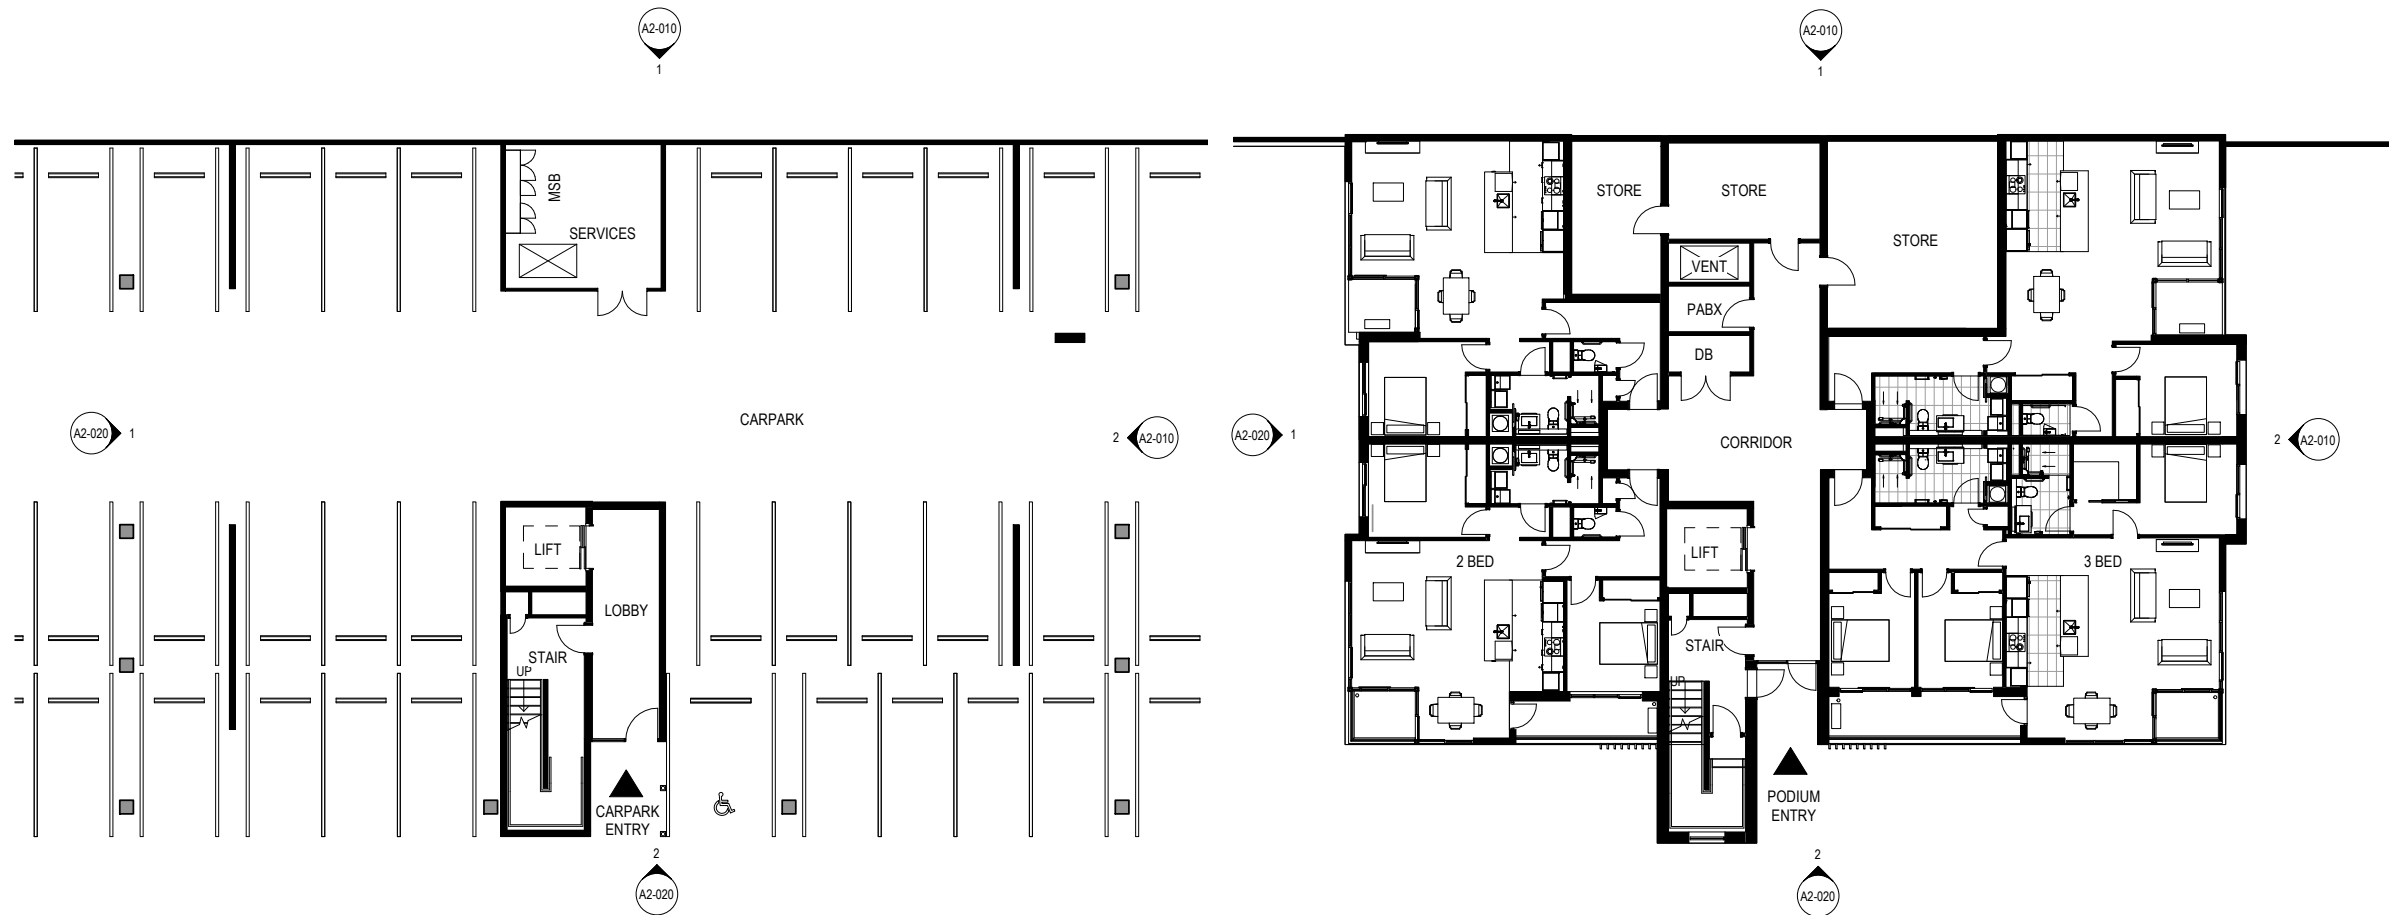 A2-010
1
MSB
SERVICES
CARPARK
A2-020
1
2
A2-010
LIFT
LOBBY
STAIR
UP
CARPARK
ENTRY
2
A2-020
A2-010
1
STORE
STORE
STORE
VENT
PABX
DB
A2-020
1
CORRIDOR
2
A2-010
2 BED
LIFT
3 BED
STAIR
UP
PODIUM
ENTRY
2
A2-020